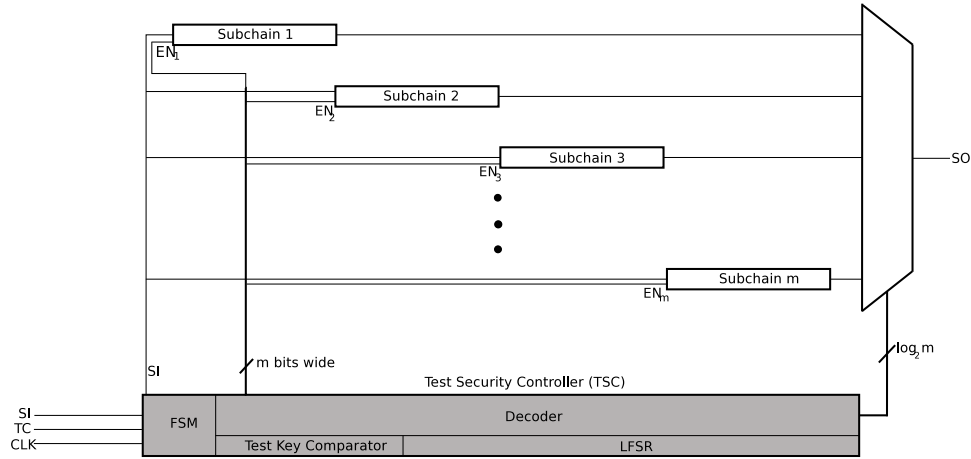 Subchain 1
EN1
Subchain 2
EN2
Subchain 3
SO
EN3
Subchain m
ENm
log2 m
m bits wide
SI
Test Security Controller (TSC)
SI
TC
CLK
FSM
Decoder
Test Key Comparator
LFSR